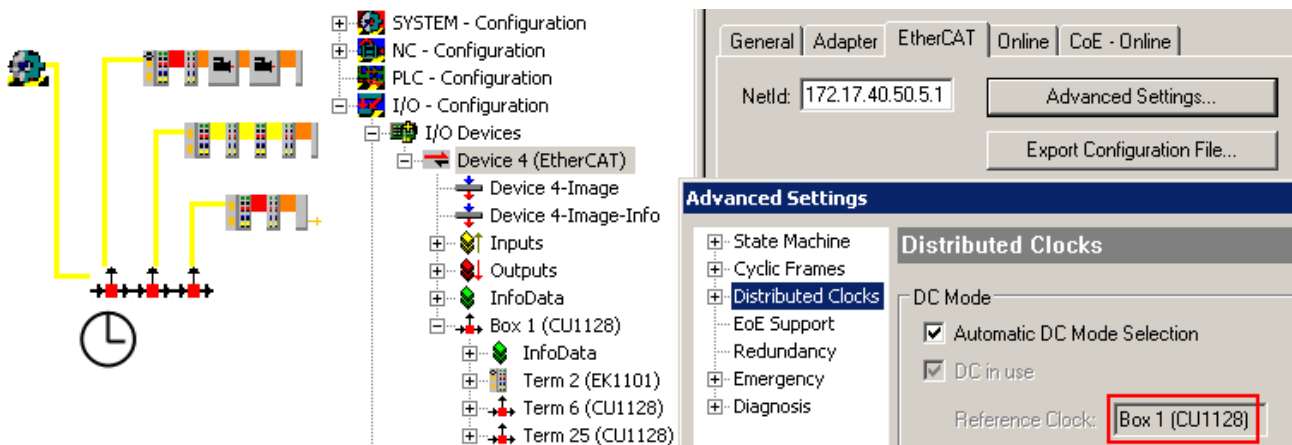 SYSTEM - Configuration
NC - Configuration
PLC - Configuration
I/O - Configuration
I/O Devices
Device 4 (EtherCAT)
Device 4-Image
Device 4-Image-Info
Inputs
Outputs
InfoData
Box 1 (CU1128)
InfoData
Term 2 (EK1101)
Term 6 (CU1128)
Term 25 (CU1128)
General Adapter EtherCAT Online CoE - Online
NetId: 172.17.40.50.5.1 Advanced Settings...
Export Configuration File...
Advanced Settings
State Machine
Cyclic Frames
Distributed Clocks
EoE Support
Redundancy
Emergency
Diagnosis
Distributed Clocks
DC Mode
Automatic DC Mode Selection
DC in use
Reference Clock: Box 1 (CU1128)